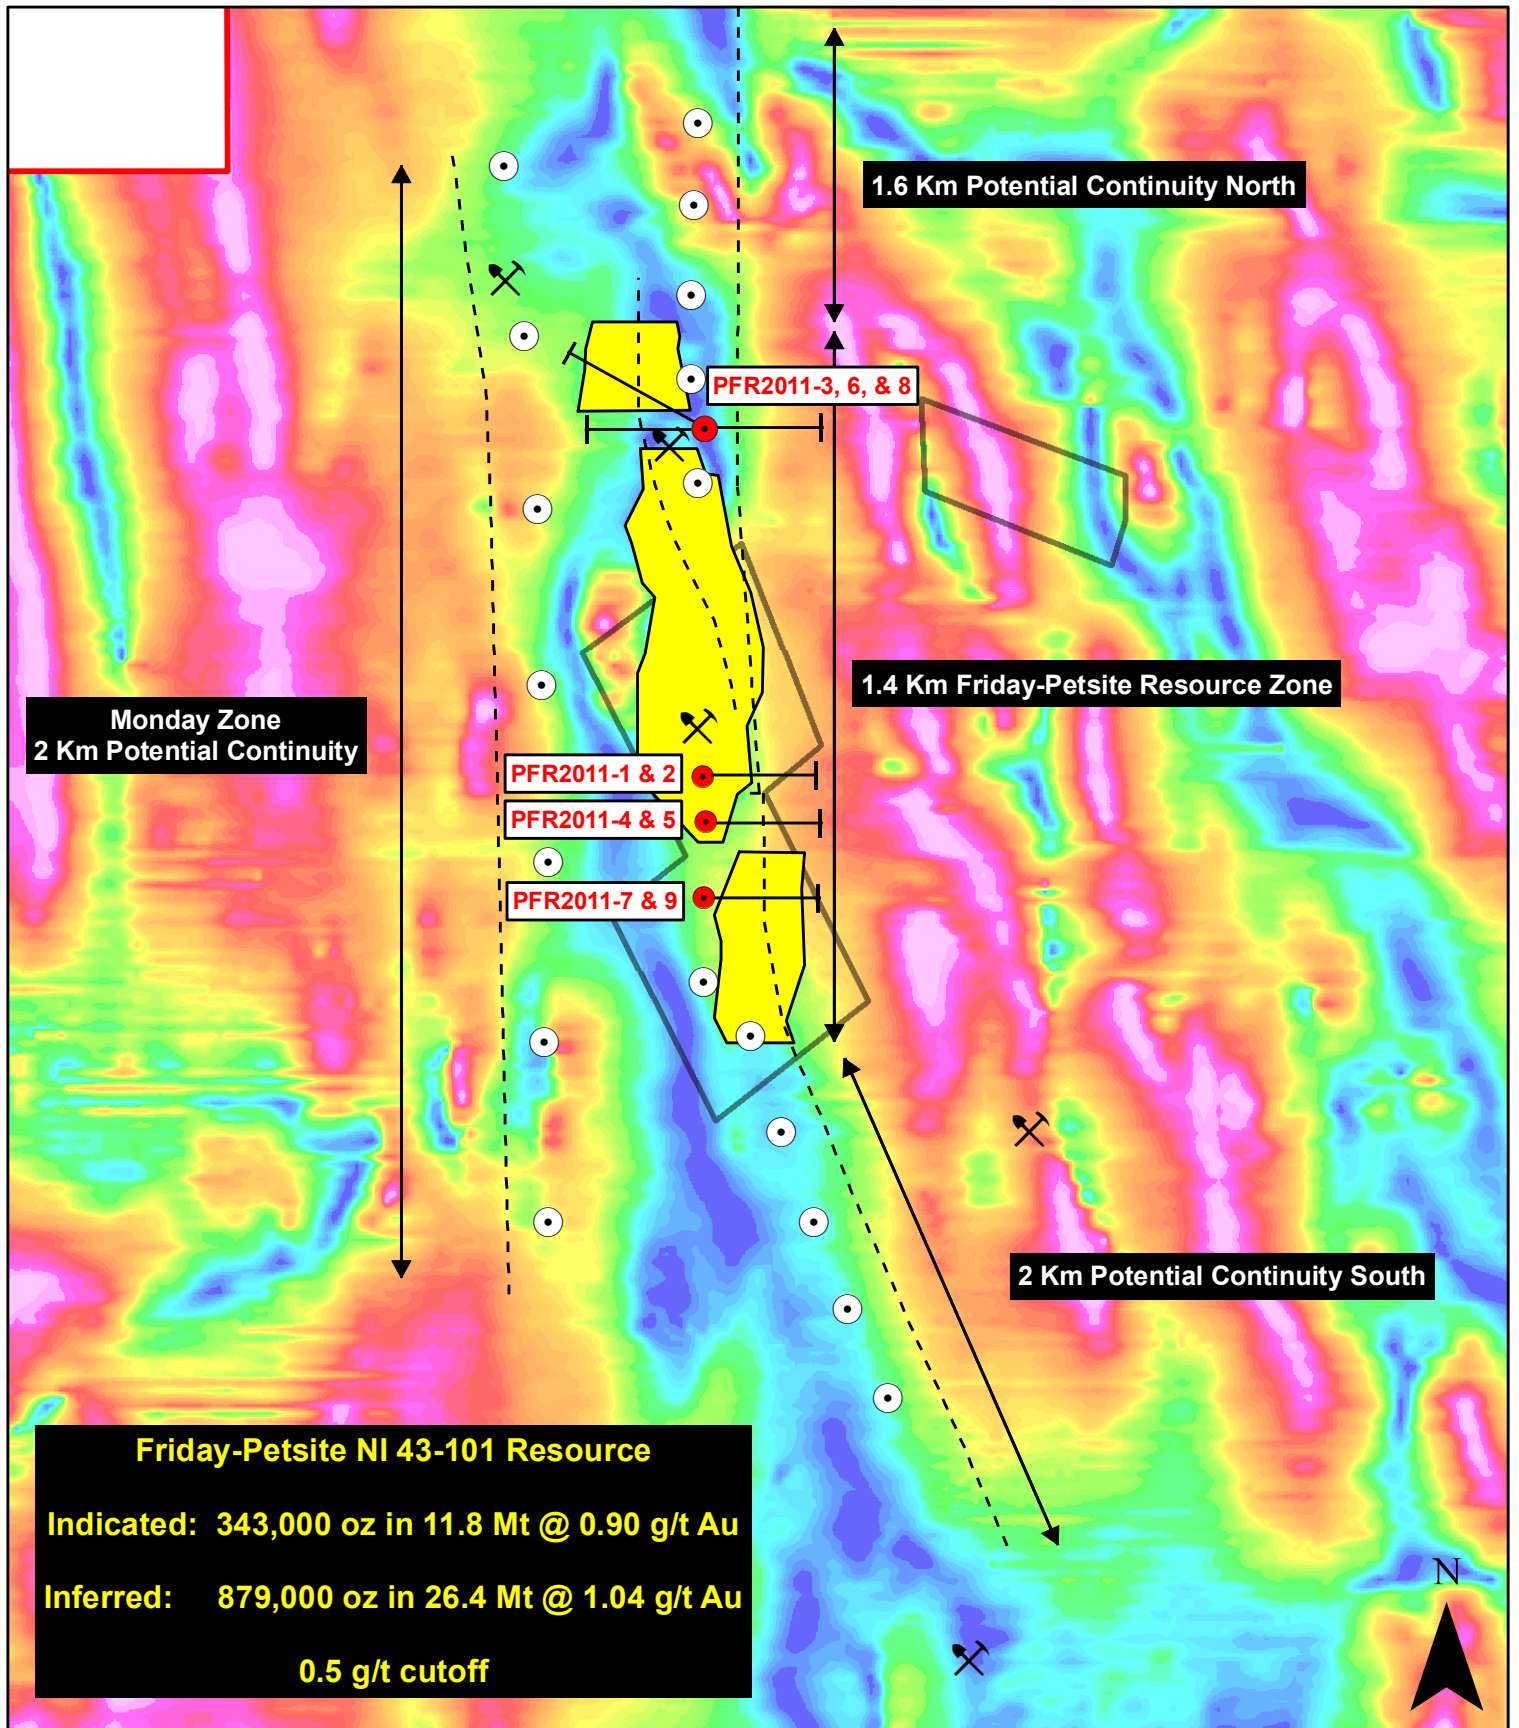 1.6 Km Potential Continuity North
PFR2011-3, 6, & 8
1.4 Km Friday-Petsite Resource Zone
Monday Zone
2 Km Potential Continuity
PFR2011-1 & 2
PFR2011-4 & 5
PFR2011-7 & 9
2 Km Potential Continuity South
Friday-Petsite NI 43-101 Resource
Indicated: 343,000 oz in 11.8 Mt @ 0.90 g/t Au
Inferred: 879,000 oz in 26.4 Mt @ 1.04 g/t Au
0.5 g/t cutoff
N